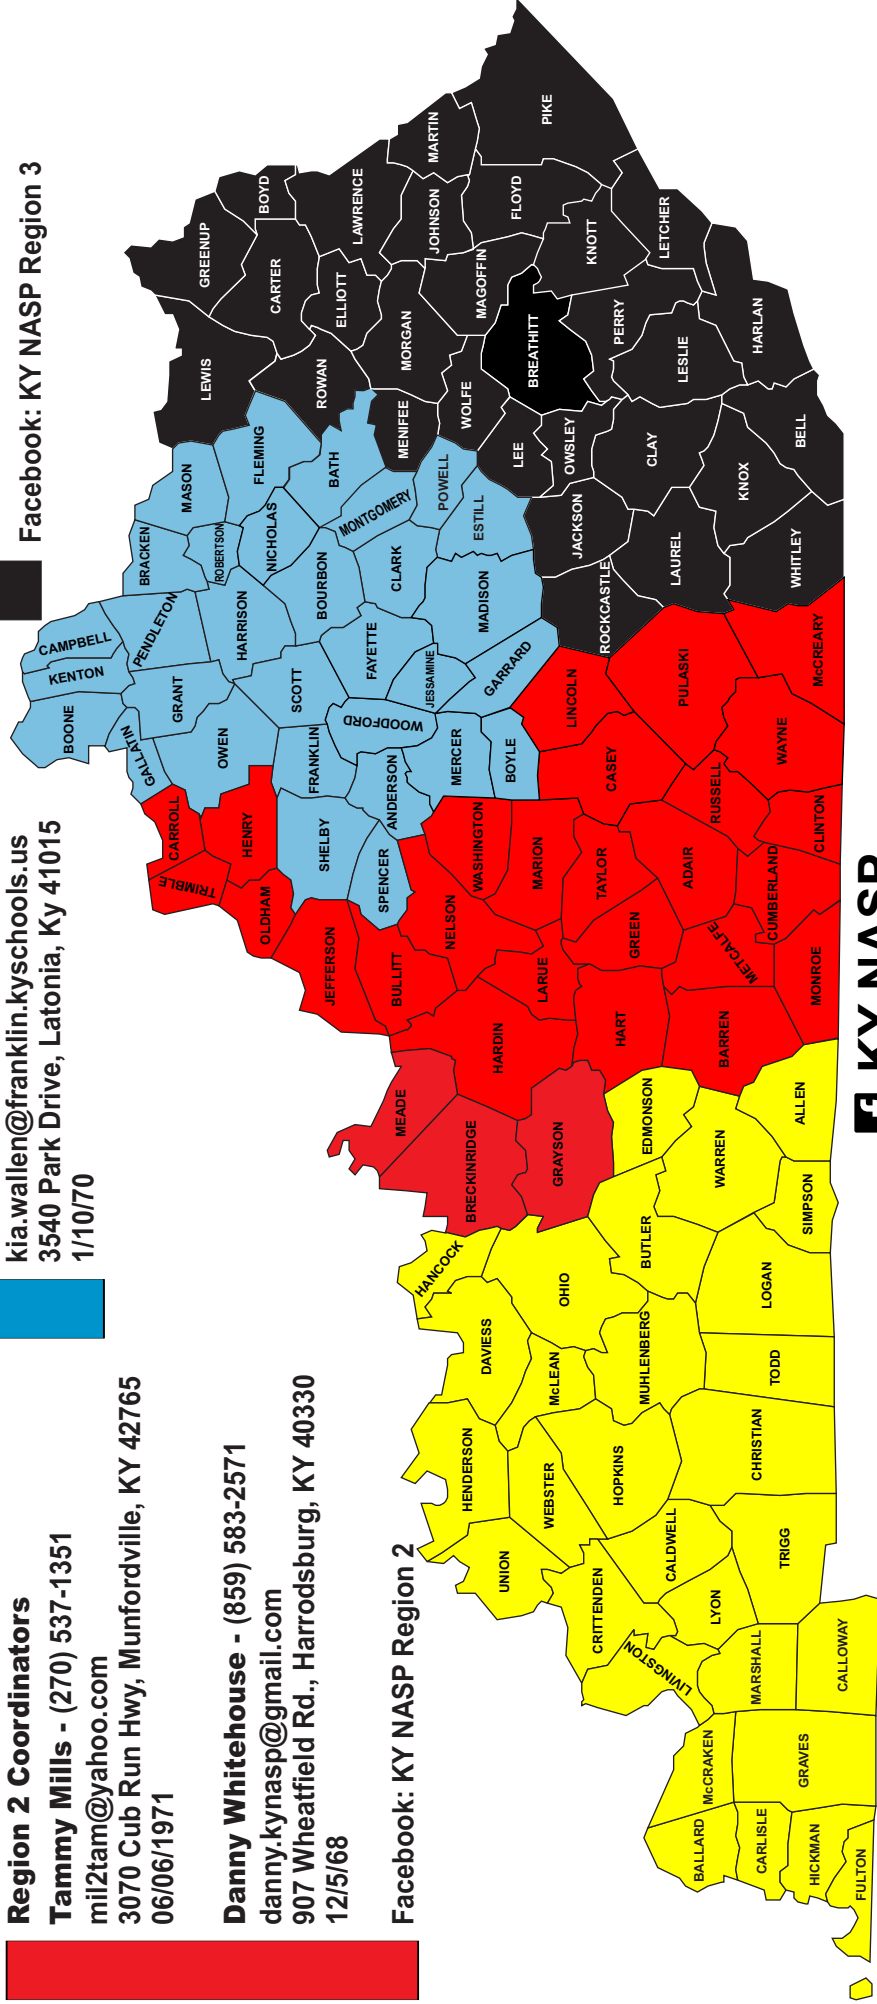 Region 2 Coordinators
Tammy Mills - (270) 537-1351
mil2tam@yahoo.com
3070 Cub Run Hwy, Munfordville, KY 42765
06/06/1971
Danny Whitehouse - (859) 583-2571
danny.kynasp@gmail.com
907 Wheatfield Rd., Harrodsburg, KY 40330
12/5/68
Facebook: KY NASP Region 2
kia.wallen@franklin.kyschools.us
3540 Park Drive, Latonia, Ky 41015
1/10/70
Facebook: KY NASP Region 3
BOONE
KENTON
CAMPBELL
GALLATIN
GRANT
PENDLETON
BRACKEN
MASON
LEWIS
GREENUP
TRIMBLE
CARROLL
OWEN
HARRISON
ROBERTSON
FLEMING
CARTER
BOYD
OLDHAM
HENRY
SCOTT
NICHOLAS
ROWAN
ELLIOTT
LAWRENCE
JEFFERSON
SHELBY
FRANKLIN
WOODFORD
FAYETTE
BOURBON
MONTGOMERY
BATH
MENIFEE
MORGAN
JOHNSON
MARTIN
BULLITT
SPENCER
ANDERSON
JESSAMINE
CLARK
POWELL
WOLFE
MAGOFFIN
FLOYD
PIKE
MEADE
HARDIN
NELSON
WASHINGTON
MERCER
BOYLE
GARRARD
MADISON
ESTILL
LEE
BREATHITT
KNOTT
BRECKINRIDGE
GRAYSON
LARUE
MARION
LINCOLN
ROCKCASTLE
JACKSON
OWSLEY
PERRY
LETCHER
HANCOCK
DAVIESS
OHIO
HART
GREEN
TAYLOR
CASEY
PULASKI
LAUREL
CLAY
LESLIE
HARLAN
HENDERSON
McLEAN
MUHLENBERG
BUTLER
EDMONSON
BARREN
METCALFE
ADAIR
RUSSELL
WAYNE
McCREARY
WHITLEY
KNOX
BELL
UNION
WEBSTER
HOPKINS
CHRISTIAN
TODD
LOGAN
WARREN
SIMPSON
ALLEN
MONROE
CUMBERLAND
CLINTON
CRITTENDEN
CALDWELL
LIVINGSTON
LYON
TRIGG
McCRAKEN
MARSHALL
CALLOWAY
BALLARD
CARLISLE
GRAVES
HICKMAN
FULTON
KY NASP